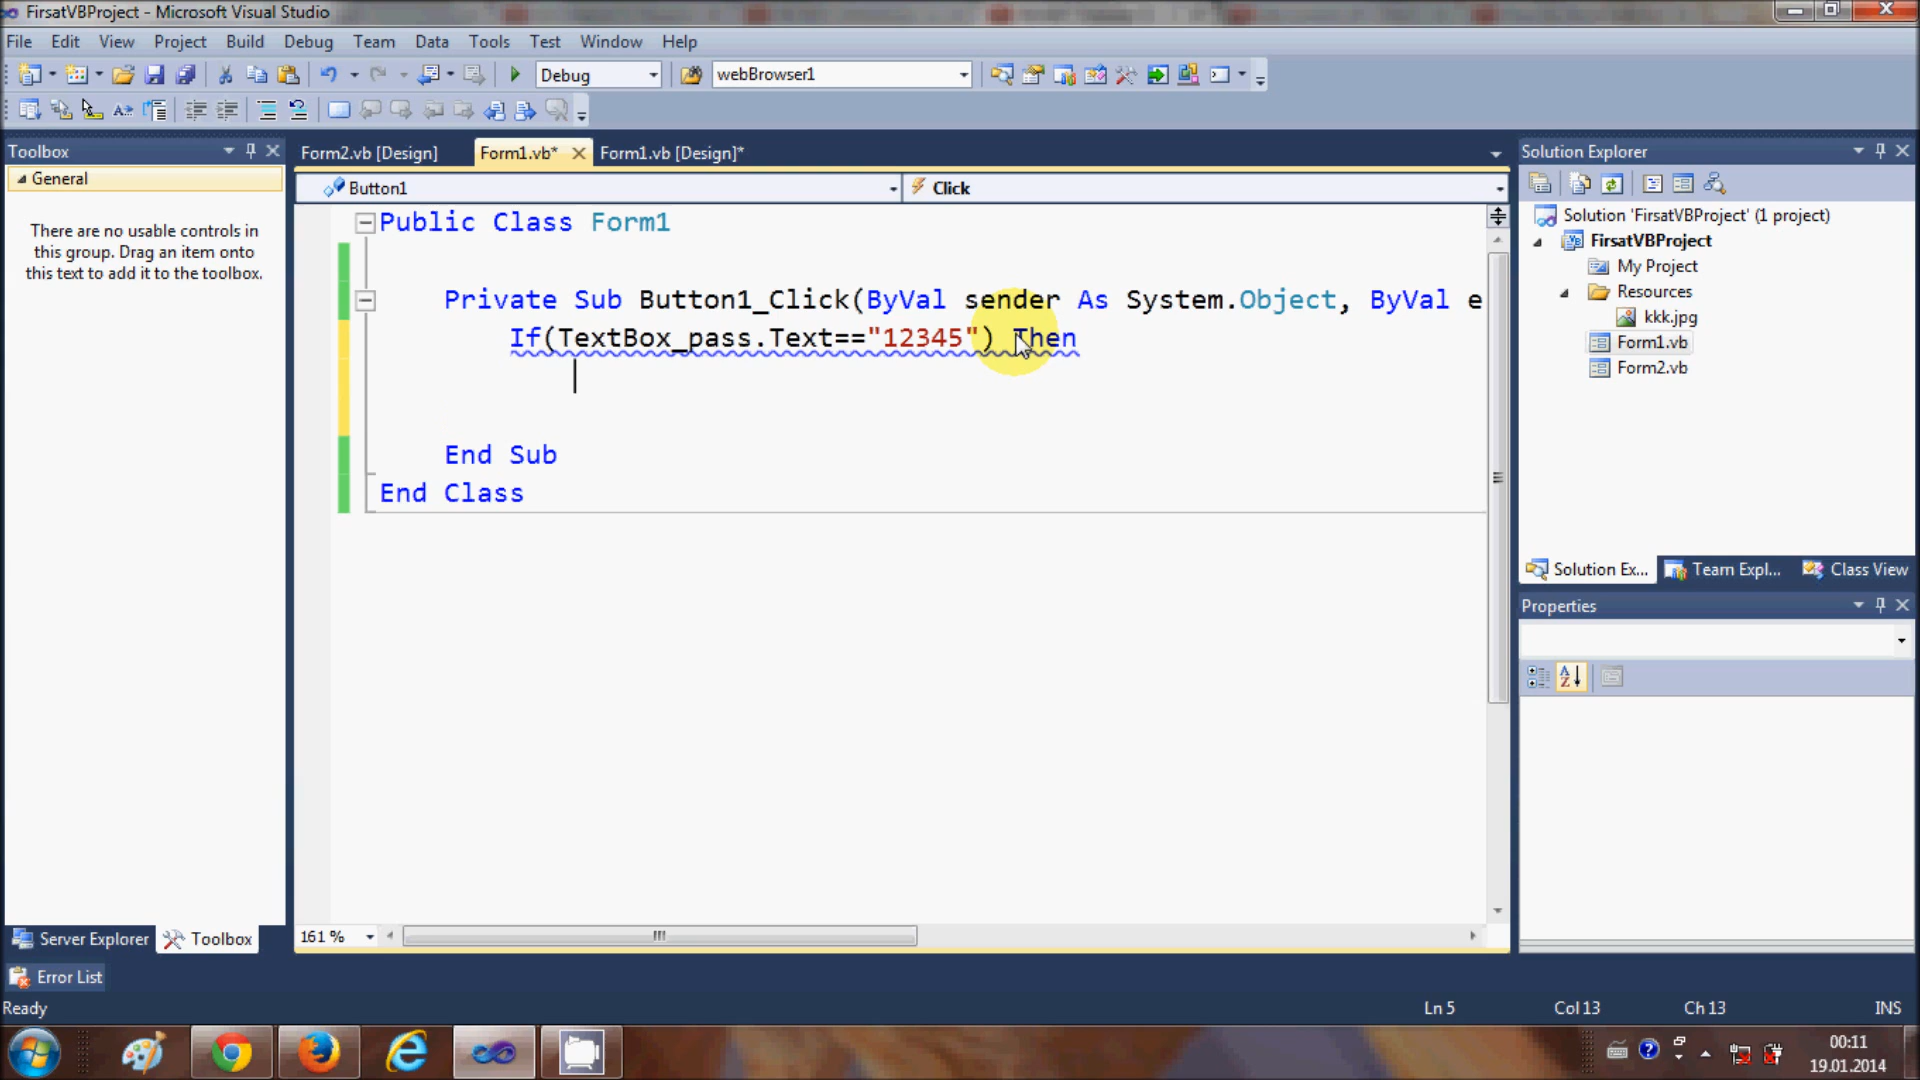 FirsatVBProject - Microsoft Visual Studio
File Edit View Project Build Debug Team Data Tools Test Window Help
Debug webBrowser1
Toolbox
General
There are no usable controls in
this group. Drag an item onto
this text to add it to the toolbox.
Server Explorer Toolbox
Form2.vb [Design] Form1.vb* Form1.vb [Design]*
Button1 Click
Public Class Form1
Private Sub Button1_Click(ByVal sender As System.Object, ByVal e
If(TextBox_pass.Text=="12345") Then
End Sub
End Class
161 %
Solution Explorer
Solution 'FirsatVBProject' (1 project)
FirsatVBProject
My Project
Resources
kkk.jpg
Form1.vb
Form2.vb
Solution Ex... Team Expl... Class View
Properties
Error List
Ready Ln 5 Col 13 Ch 13 INS
00:11
19.01.2014